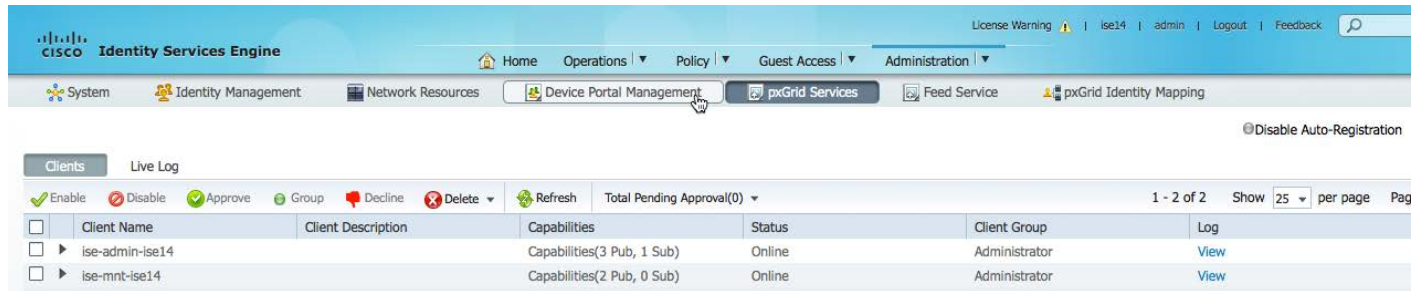 License Warning | ise14 | admin | Logout | Feedback
cisco Identity Services Engine
Home Operations | Policy | Guest Access | Administration |
System Identity Management Network Resources Device Portal Management pxGrid Services Feed Service pxGrid Identity Mapping
Disable Auto-Registration
Clients Live Log
Enable Disable Approve Group Decline Delete Refresh Total Pending Approval(0) 1 - 2 of 2 Show 25 per page Pag
Client Name Client Description Capabilities Status Client Group Log
ise-admin-ise14 Capabilities(3 Pub, 1 Sub) Online Administrator View
ise-mnt-ise14 Capabilities(2 Pub, 0 Sub) Online Administrator View